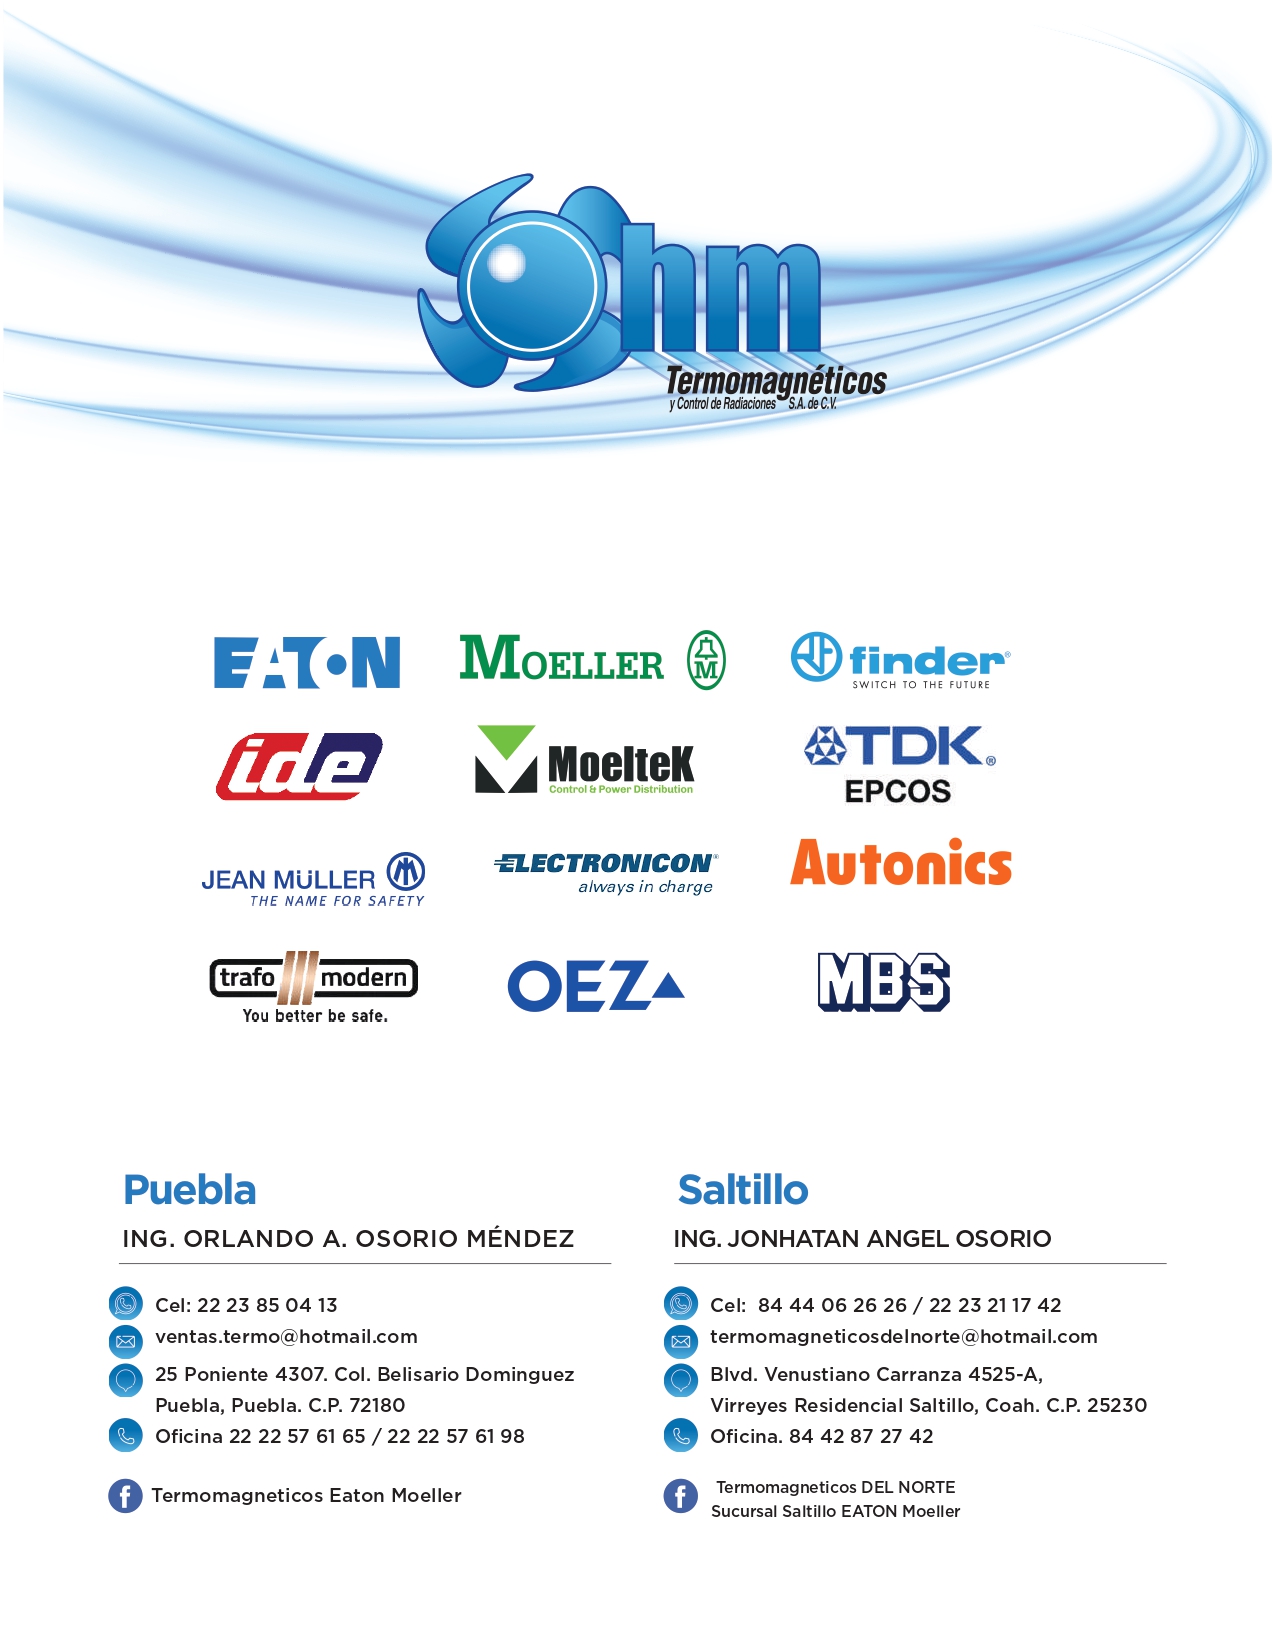 Ohm
Termomagnéticos
y Control de Radiaciones S.A. de C.V.
EATON
MOELLER
M
finder®
SWITCH TO THE FUTURE
ide
MoelteK
Control & Power Distribution
TDK®
EPCOS
JEAN MÜLLER
THE NAME FOR SAFETY
ELECTRONICON®
always in charge
Autonics
trafo modern
You better be safe.
OEZ
MBS
Puebla
ING. ORLANDO A. OSORIO MÉNDEZ
Cel: 22 23 85 04 13
ventas.termo@hotmail.com
25 Poniente 4307. Col. Belisario Dominguez
Puebla, Puebla. C.P. 72180
Oficina 22 22 57 61 65 / 22 22 57 61 98
Termomagneticos Eaton Moeller
Saltillo
ING. JONHATAN ANGEL OSORIO
Cel: 84 44 06 26 26 / 22 23 21 17 42
termomagneticosdelnorte@hotmail.com
Blvd. Venustiano Carranza 4525-A,
Virreyes Residencial Saltillo, Coah. C.P. 25230
Oficina. 84 42 87 27 42
Termomagneticos DEL NORTE
Sucursal Saltillo EATON Moeller